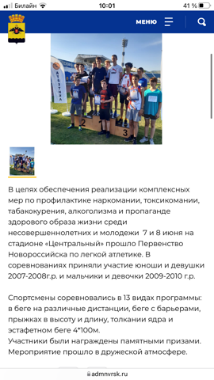 Билайн 10:01 41 %
МЕНЮ
3
В целях обеспечения реализации комплексных
мер по профилактике наркомании, токсикомании,
табакокурения, алкоголизма и пропаганде
здорового образа жизни среди
несовершеннолетних и молодежи 7 и 8 июня на
стадионе «Центральный» прошло Первенство
Новороссийска по легкой атлетике. В
соревнованиях приняли участие юноши и девушки
2007-2008г.р. и мальчики и девочки 2009-2010 г.р.
Спортсмены соревновались в 13 видах программы:
в беге на различные дистанции, беге с барьерами,
прыжках в высоту и длину, толкании ядра и
эстафетном беге 4*100м.
Участники были награждены памятными призами.
Мероприятие прошло в дружеской атмосфере.
admnvrsk.ru